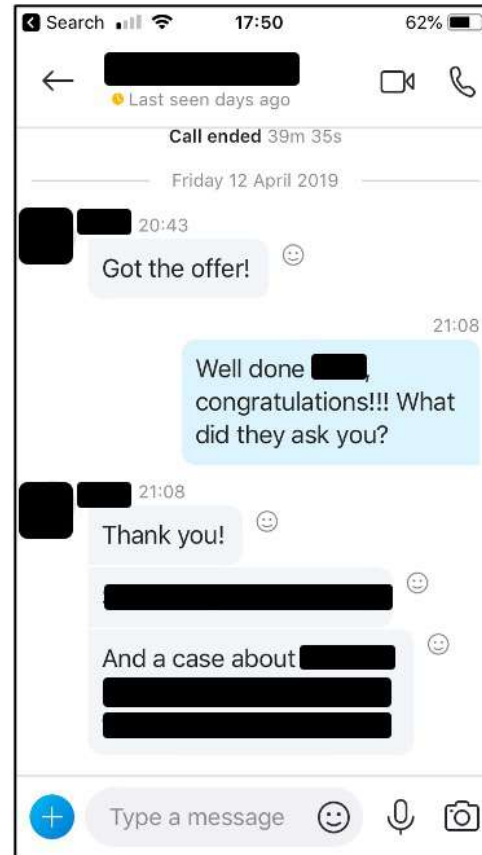 Search 17:50 62%
Last seen days ago
Call ended 39m 35s
Friday 12 April 2019
20:43
Got the offer!
21:08
Well done
congratulations!!! What
did they ask you?
21:08
Thank you!
And a case about
Type a message